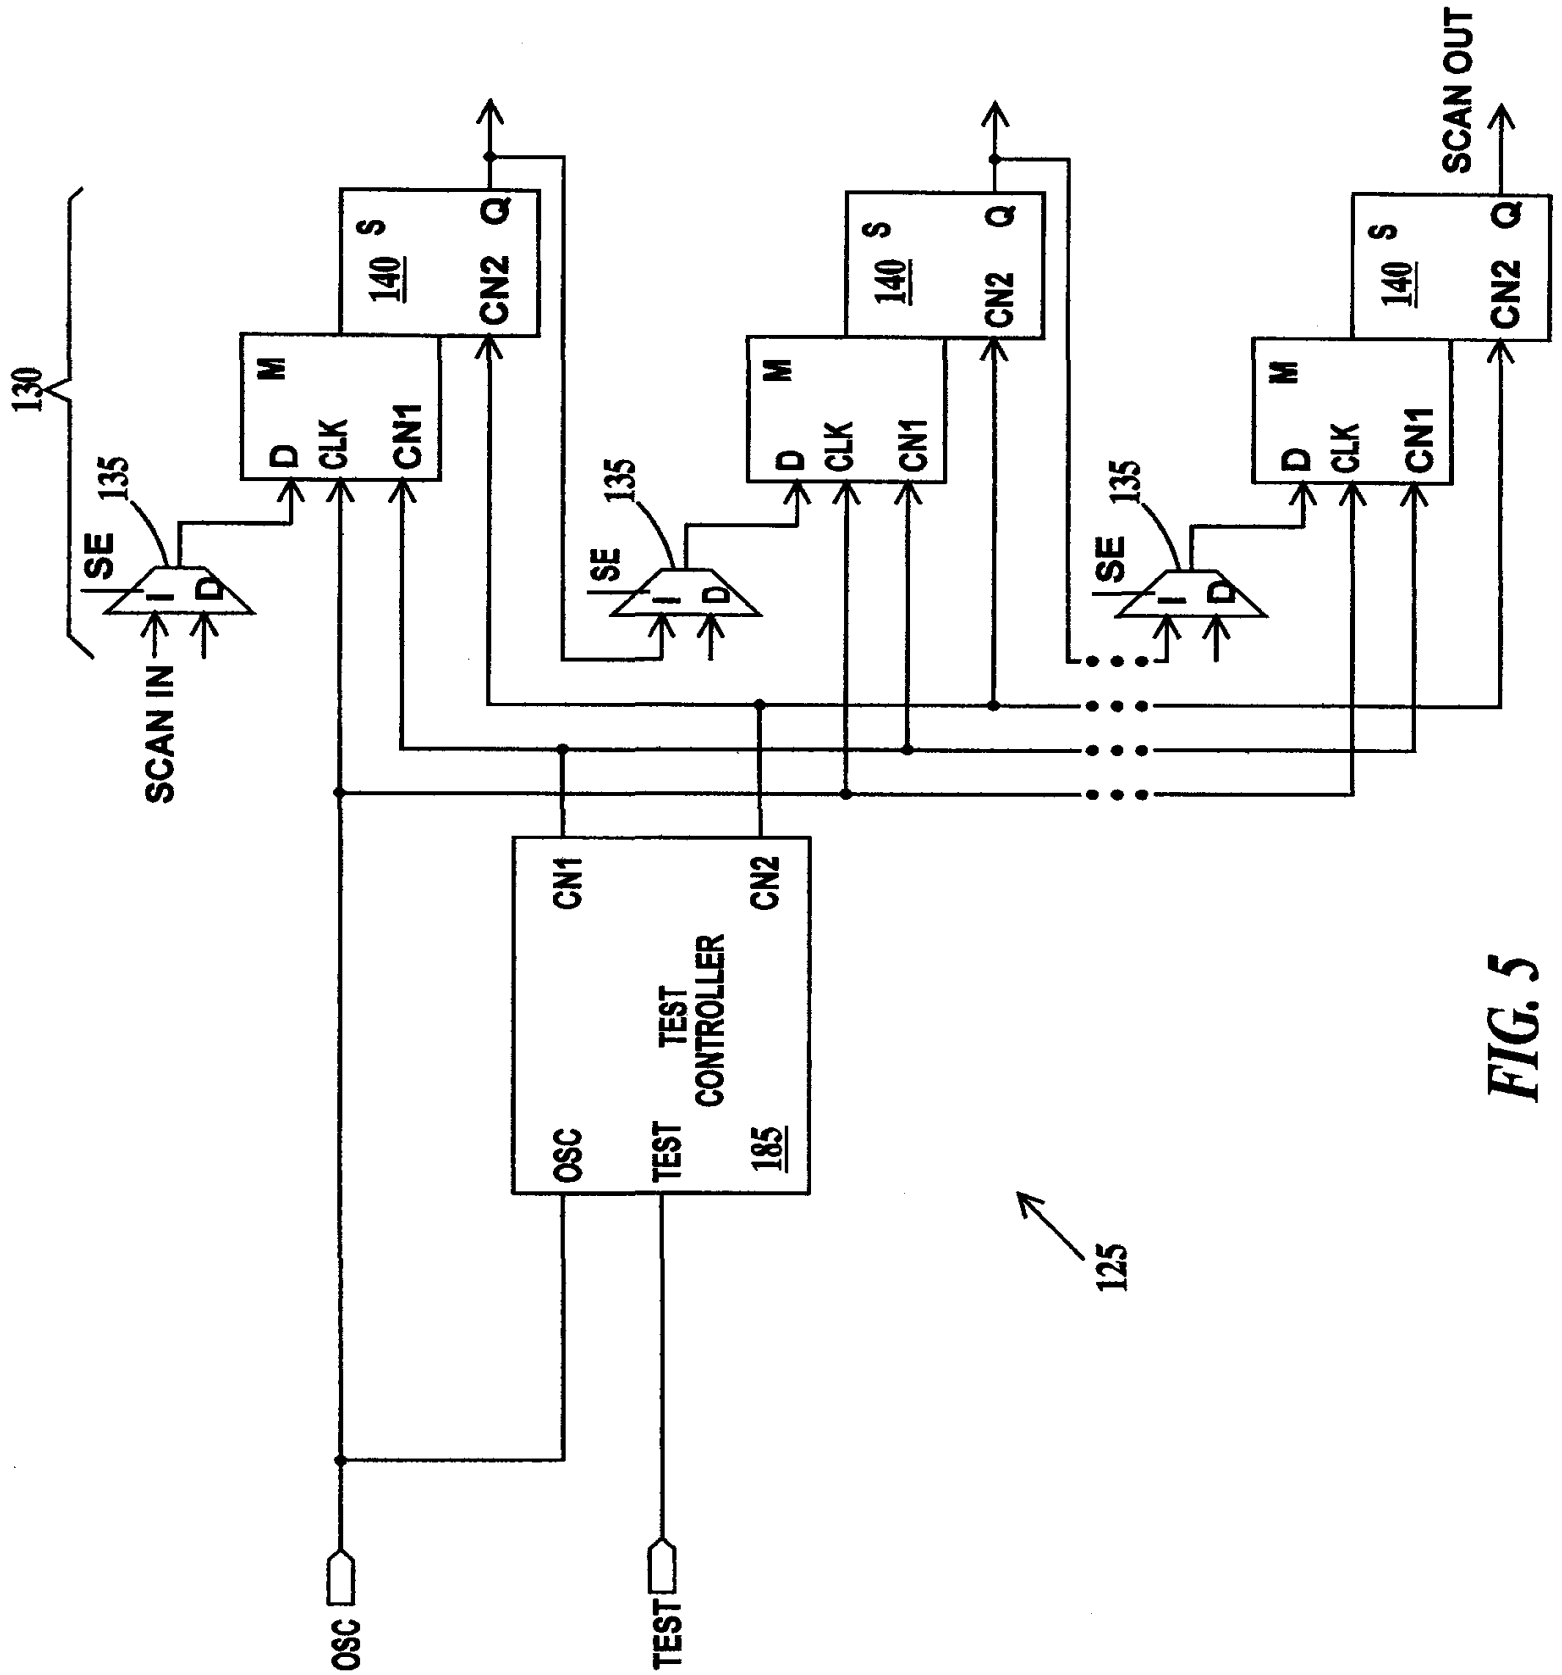 130
SE
135
SCAN IN
I
D
D
M
CLK
CN1
S
140
CN2
Q
SE
135
I
D
D
M
CLK
CN1
S
140
CN2
Q
SE
135
I
D
D
M
CLK
CN1
S
140
CN2
Q
SCAN OUT
OSC
TEST
OSC
CN1
TEST
TEST
CONTROLLER
185
CN2
125
FIG. 5